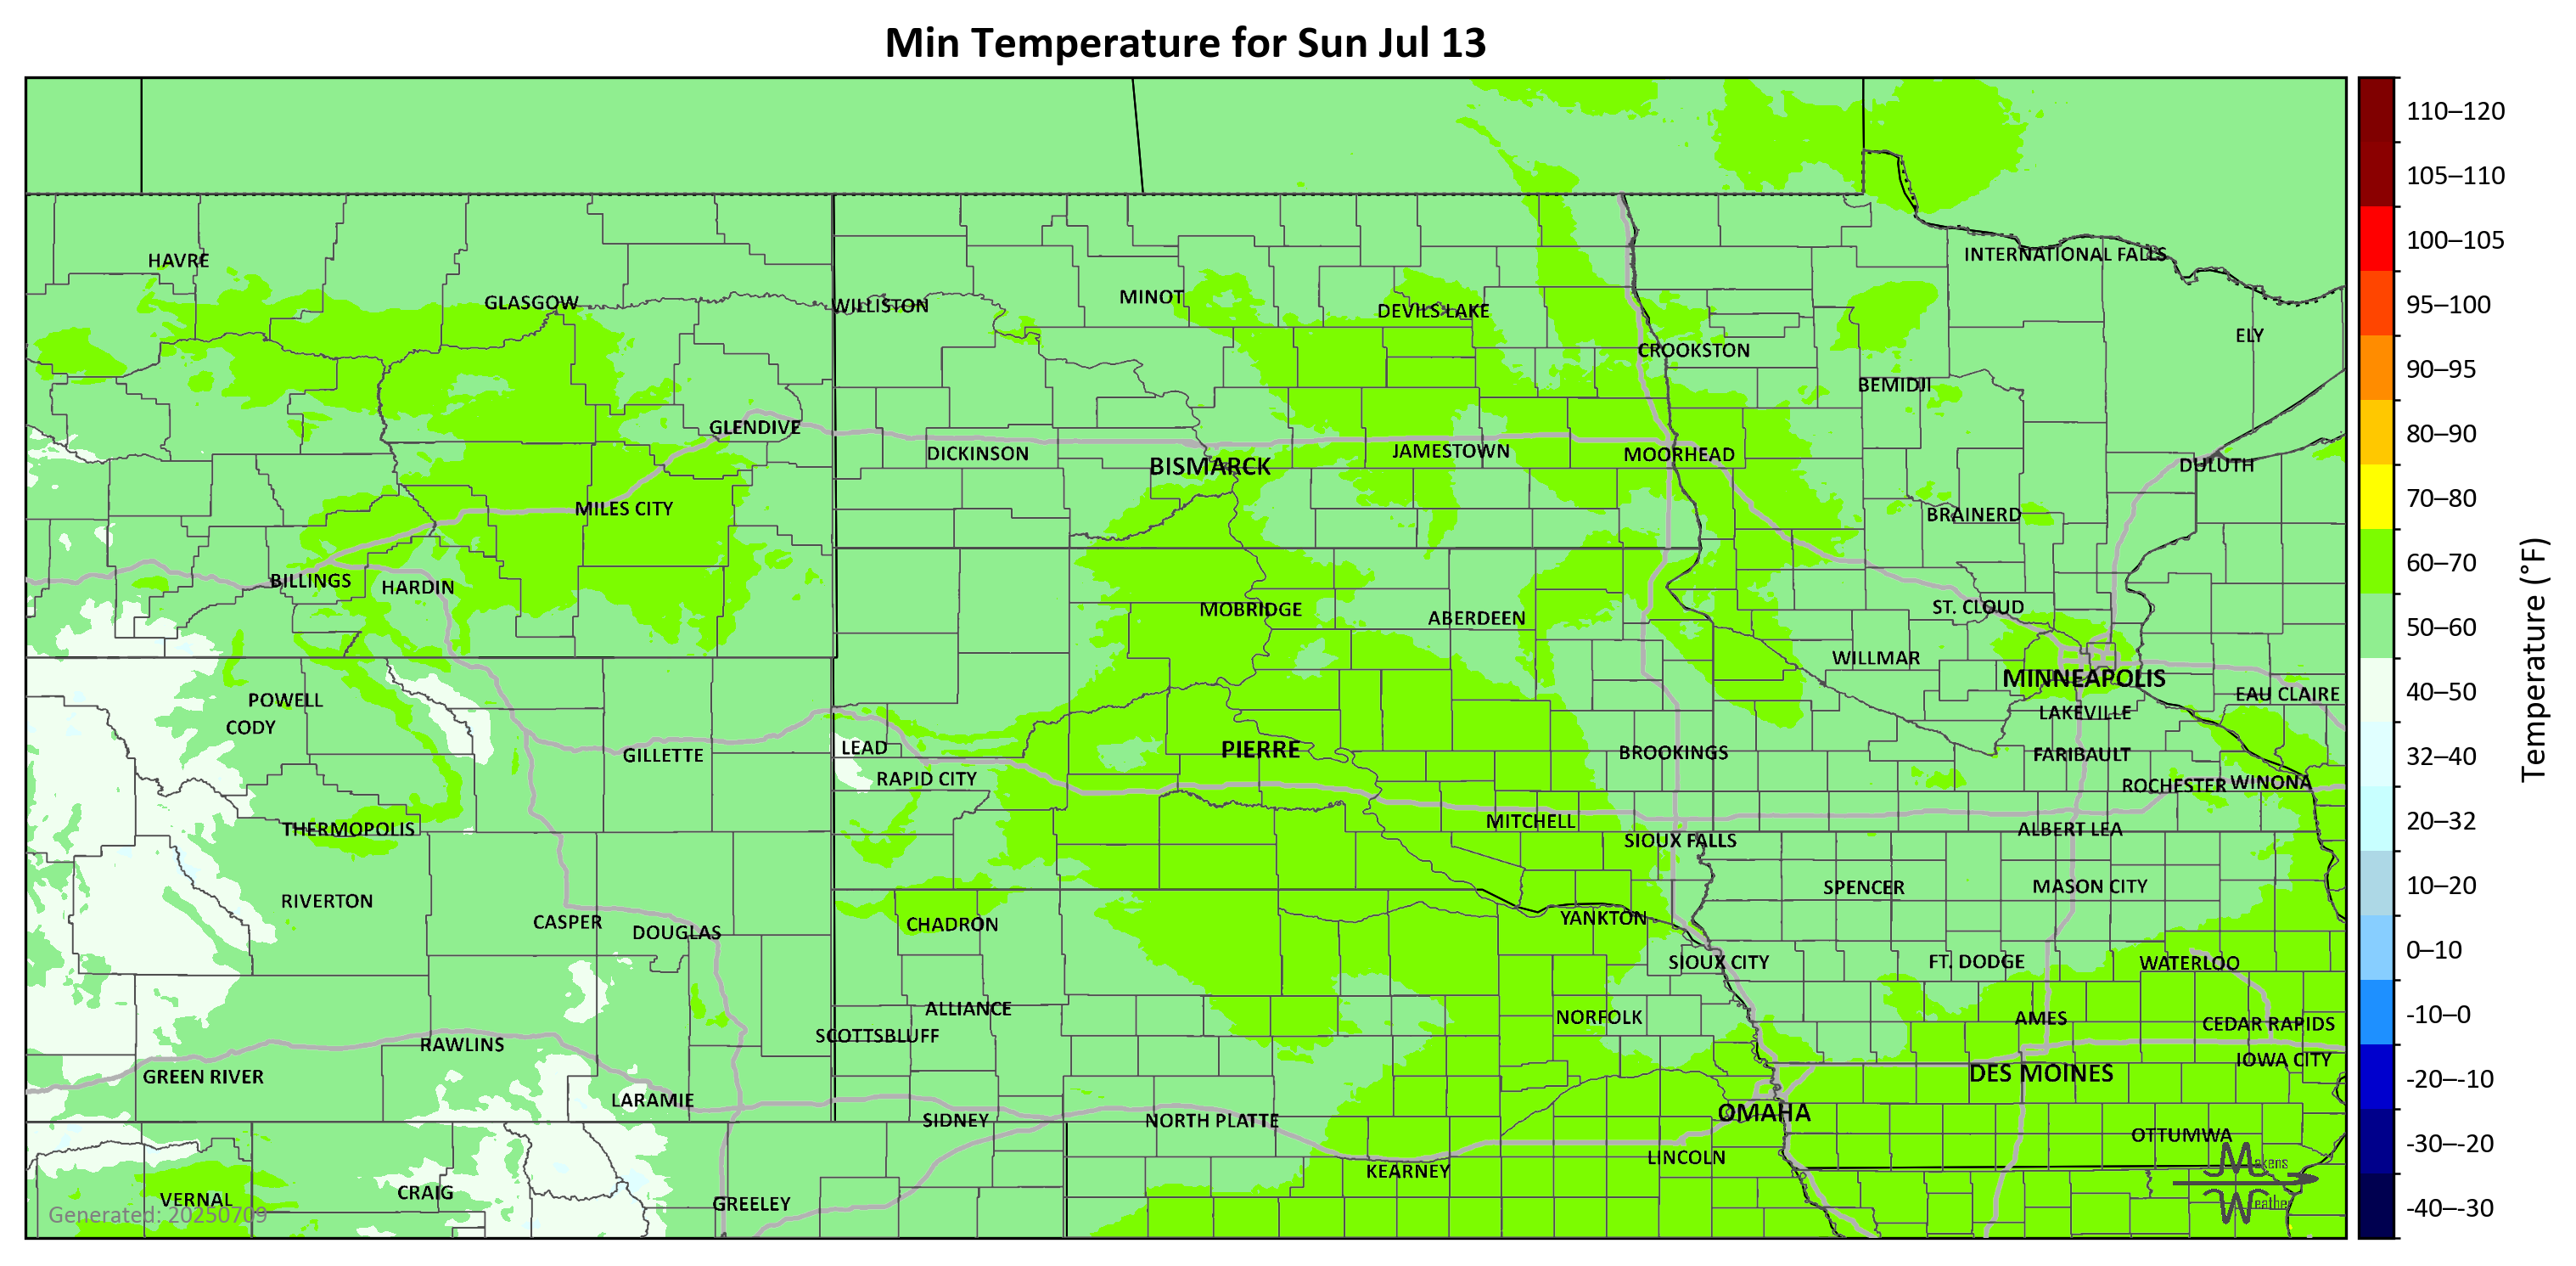 Min Temperature for Sun Jul 13
110–120
105–110
100–105
95–100
90–95
80–90
70–80
60–70
50–60
40–50
32–40
20–32
10–20
0–10
-10–0
-20–-10
-30–-20
-40–-30
Temperature (°F)
HAVRE
INTERNATIONAL FALLS
GLASGOW
WILLISTON
MINOT
DEVILS LAKE
ELY
CROOKSTON
BEMIDJI
GLENDIVE
DICKINSON
BISMARCK
JAMESTOWN
MOORHEAD
DULUTH
MILES CITY
BRAINERD
BILLINGS
HARDIN
MOBRIDGE
ABERDEEN
ST. CLOUD
WILLMAR
MINNEAPOLIS
EAU CLAIRE
POWELL
CODY
LAKEVILLE
GILLETTE
LEAD
PIERRE
BROOKINGS
FARIBAULT
RAPID CITY
ROCHESTER
WINONA
THERMOPOLIS
MITCHELL
SIOUX FALLS
ALBERT LEA
RIVERTON
SPENCER
MASON CITY
CASPER
DOUGLAS
CHADRON
YANKTON
SIOUX CITY
FT. DODGE
WATERLOO
ALLIANCE
NORFOLK
AMES
CEDAR RAPIDS
SCOTTSBLUFF
RAWLINS
IOWA CITY
GREEN RIVER
DES MOINES
LARAMIE
SIDNEY
NORTH PLATTE
OMAHA
OTTUMWA
LINCOLN
KEARNEY
VERNAL
CRAIG
GREELEY
Generated: 20250709
Makens
Weather